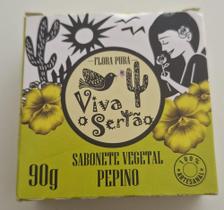 FLORA PURA
Viva
o Sertão
SABONETE VEGETAL
PEPINO
90g
100%
ARTESANAL